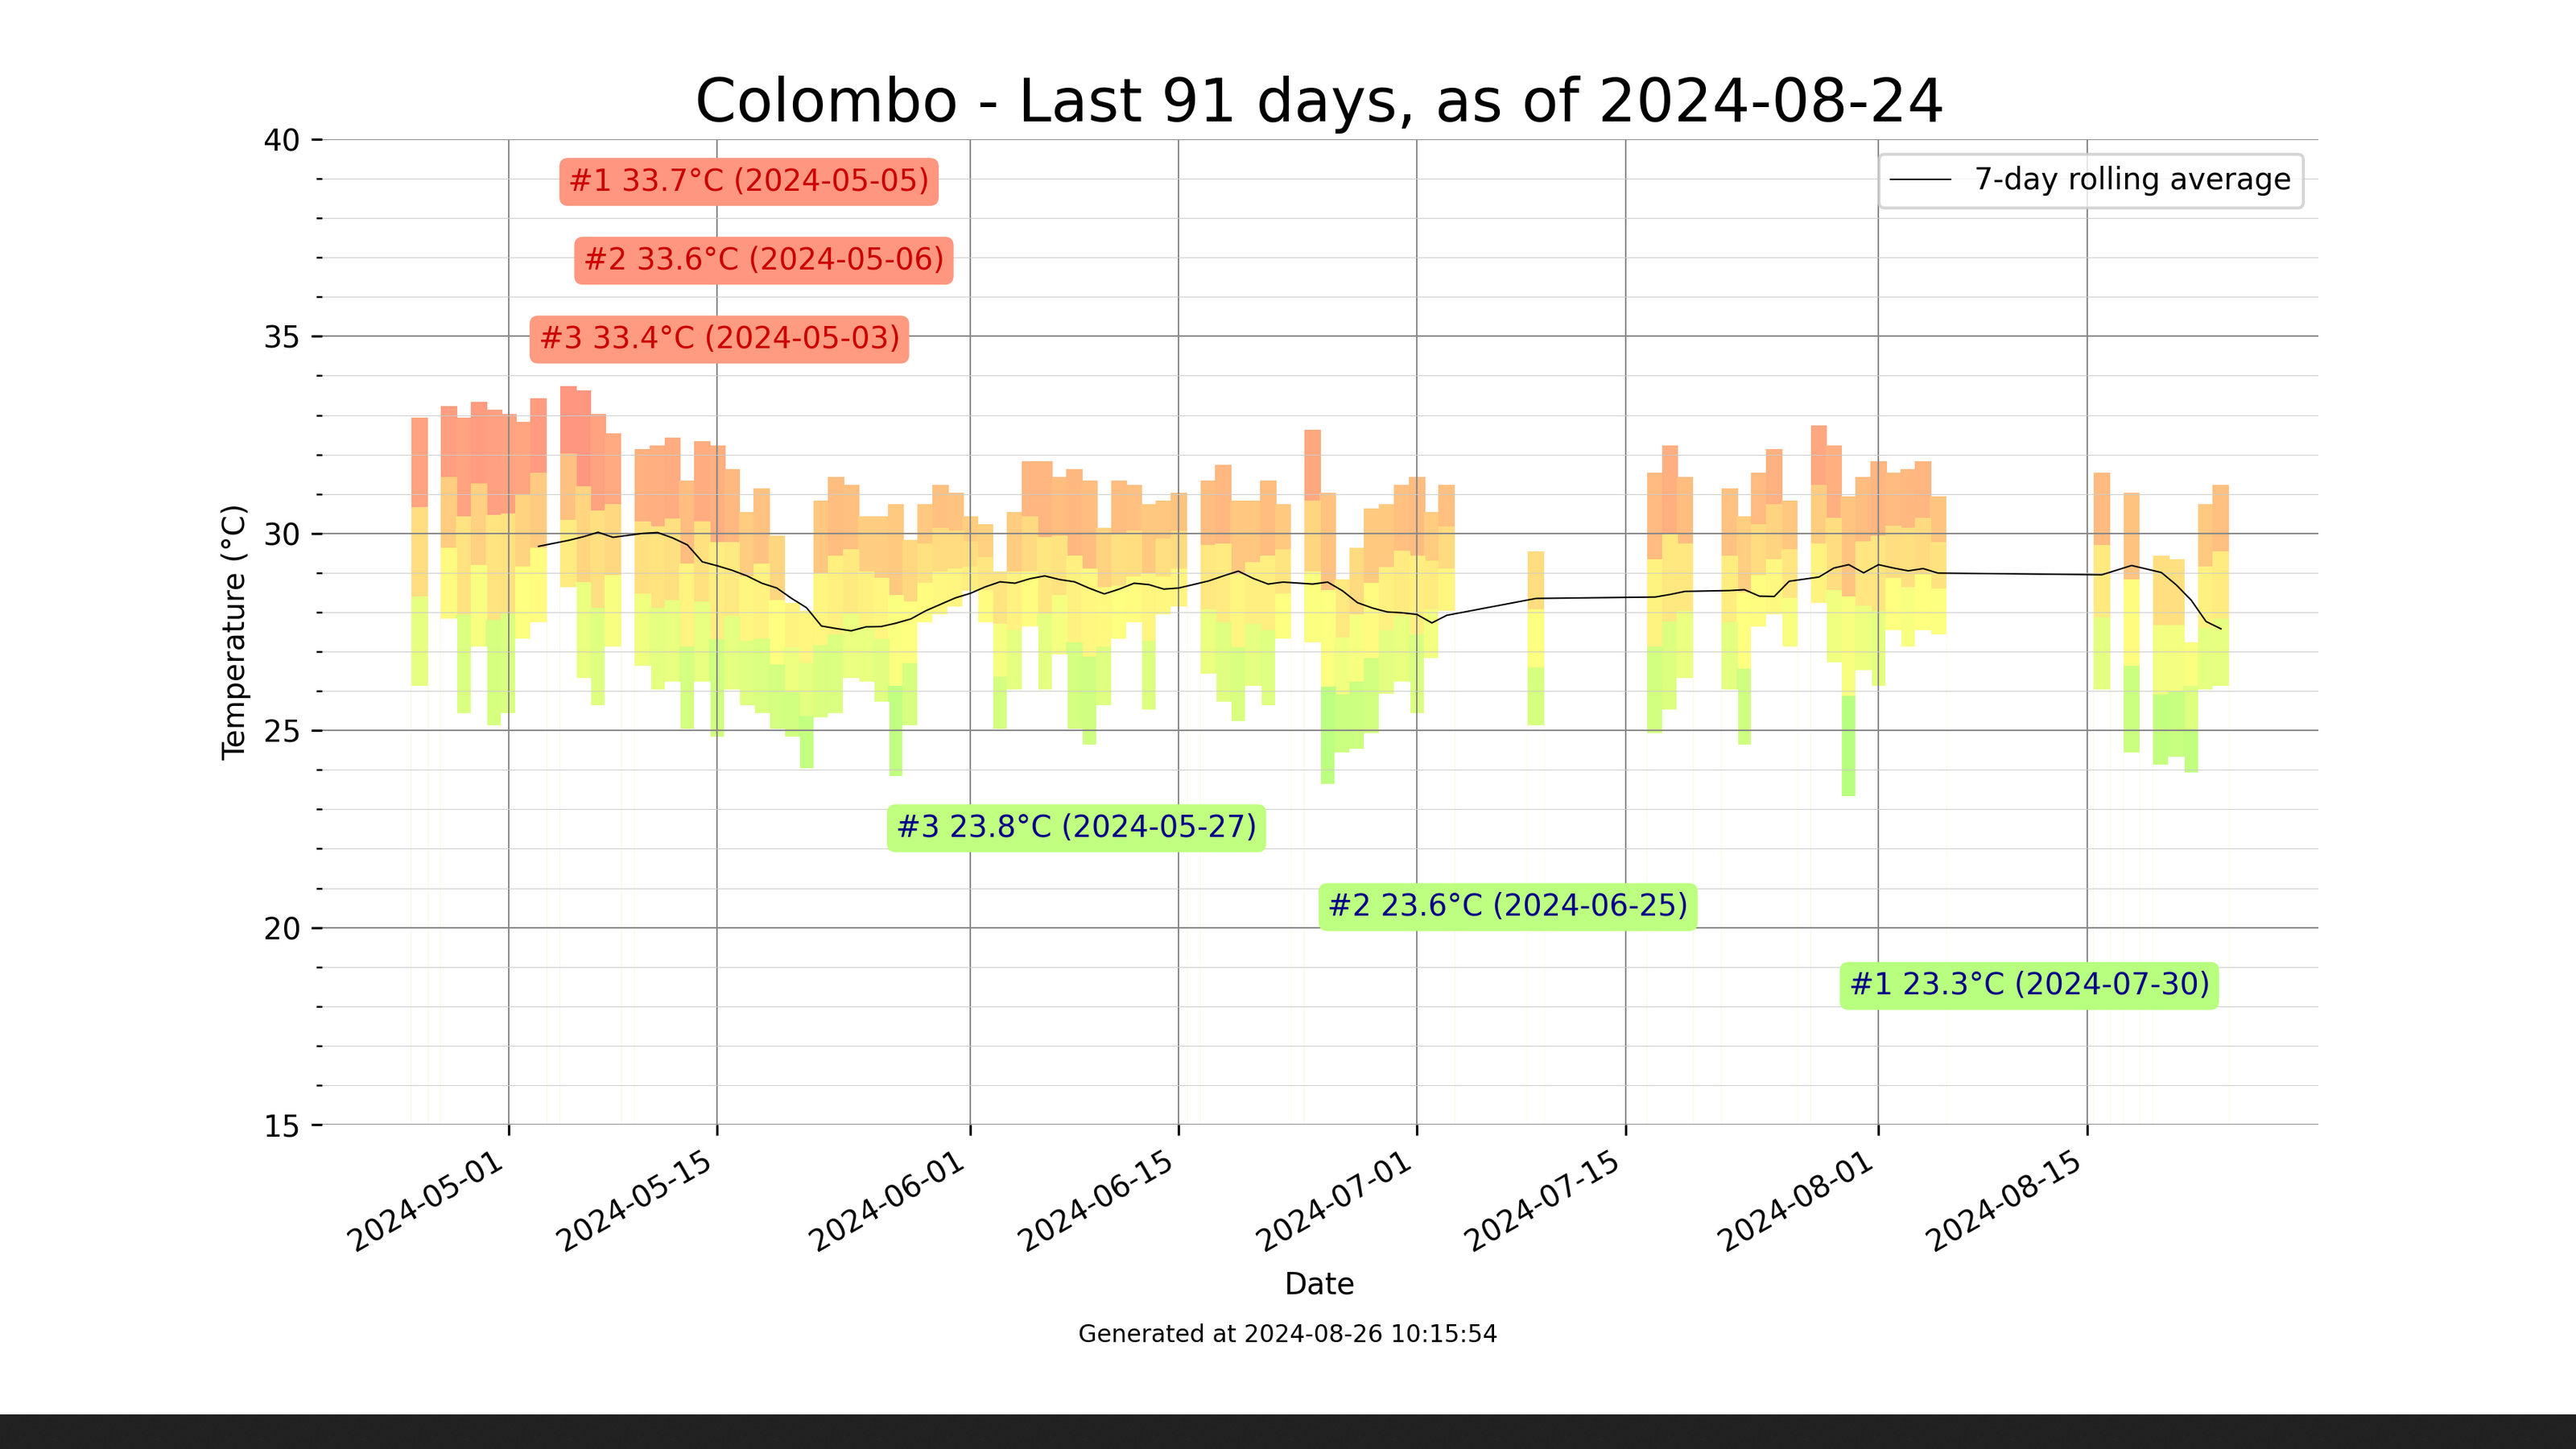 Colombo - Last 91 days, as of 2024-08-24
40
#1 33.7°C (2024-05-05)
7-day rolling average
#2 33.6°C (2024-05-06)
35
#3 33.4°C (2024-05-03)
30
Temperature (°C)
25
#3 23.8°C (2024-05-27)
#2 23.6°C (2024-06-25)
20
#1 23.3°C (2024-07-30)
15
2024-05-01
2024-05-15
2024-06-01
2024-06-15
2024-07-01
2024-07-15
2024-08-01
2024-08-15
Date
Generated at 2024-08-26 10:15:54